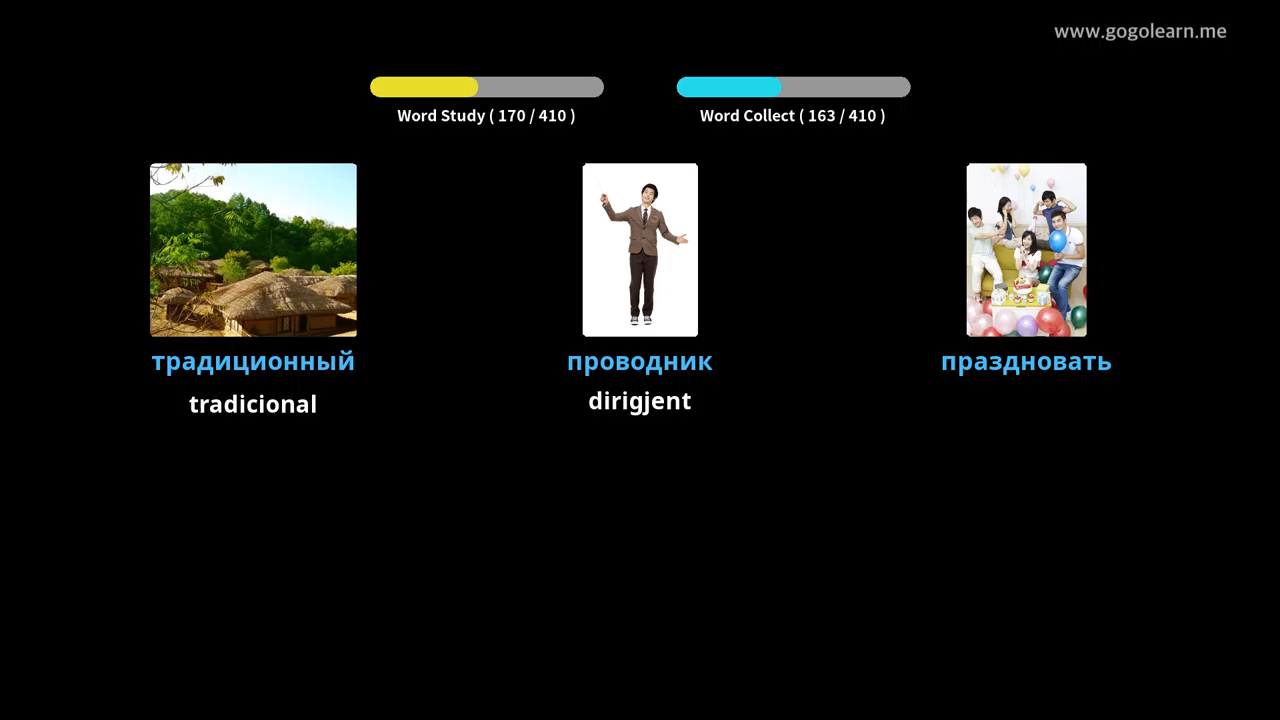 www.gogolearn.me
Word Study ( 170 / 410 )
Word Collect ( 163 / 410 )
традиционный
проводник
праздновать
tradicional
dirigjent